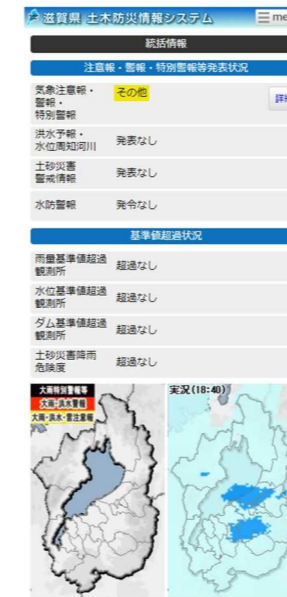 滋賀県 土木防災情報システム
統括情報
注意報・警報・特別警報等発表状況
気象注意報・
警報・
特別警報
その他
洪水予報・
水位周知河川
発表なし
土砂災害
警戒情報
発表なし
水防警報
発令なし
基準値超過状況
雨量基準値超過
観測所
超過なし
水位基準値超過
観測所
超過なし
ダム基準値超過
観測所
超過なし
土砂災害降雨
危険度
超過なし
大雨特別警報等
大雨・洪水警報
大雨・洪水・雪注意報
実況(18:40)